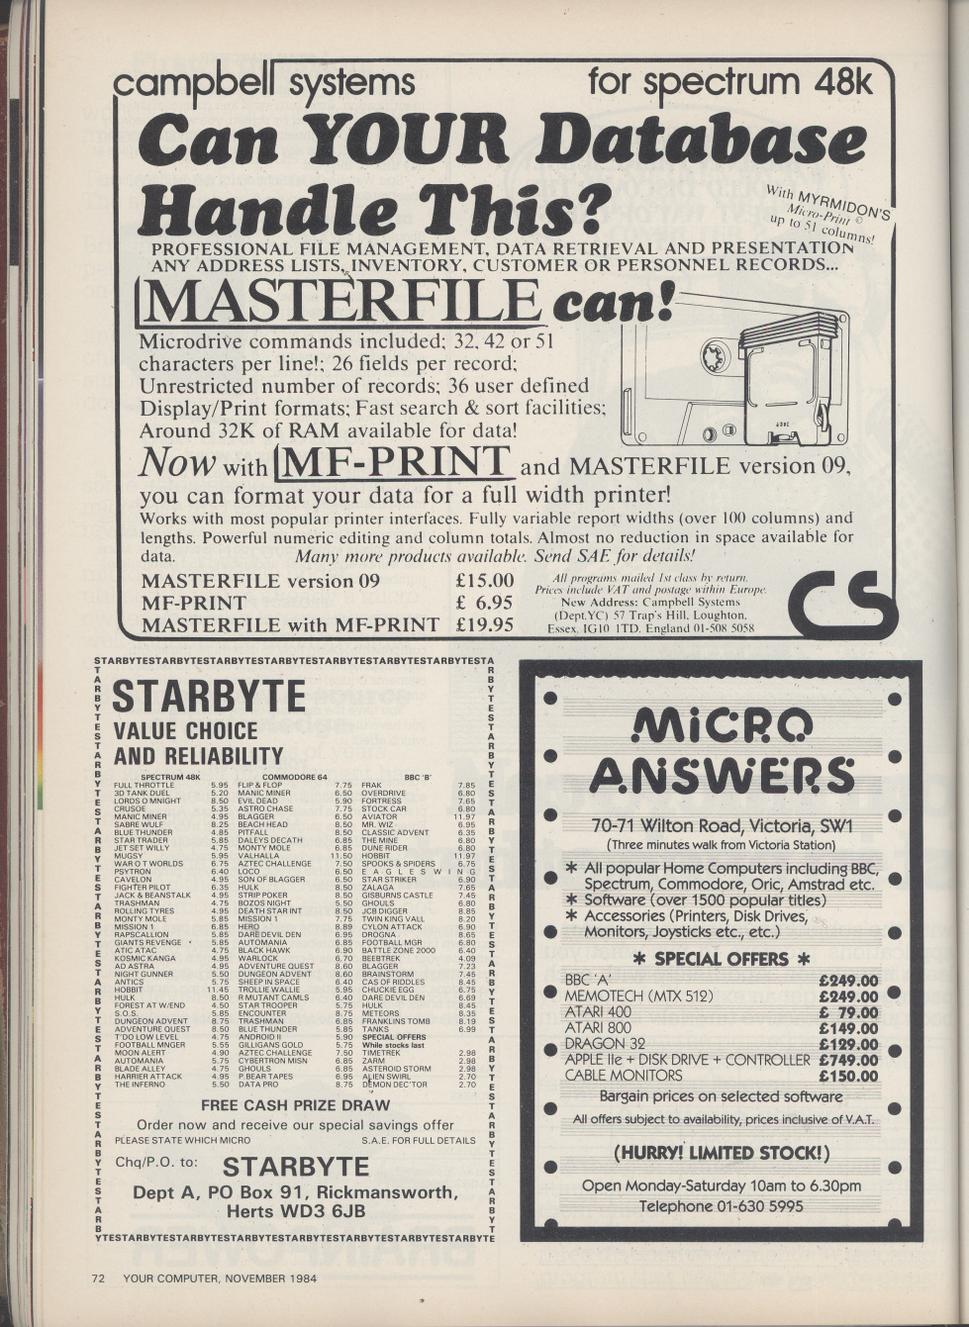 campbell systems for spectrum 48k
Can YOUR Database
Handle This?
With MYRMIDON'S
Micro-Print ©
up to 51 columns!
PROFESSIONAL FILE MANAGEMENT, DATA RETRIEVAL AND PRESENTATION
ANY ADDRESS LISTS, INVENTORY, CUSTOMER OR PERSONNEL RECORDS...
MASTERFILE can!
Microdrive commands included; 32, 42 or 51
characters per line!; 26 fields per record;
Unrestricted number of records; 36 user defined
Display/Print formats; Fast search & sort facilities;
Around 32K of RAM available for data!
Now with MF-PRINT and MASTERFILE version 09,
you can format your data for a full width printer!
Works with most popular printer interfaces. Fully variable report widths (over 100 columns) and
lengths. Powerful numeric editing and column totals. Almost no reduction in space available for
data. Many more products available. Send SAE for details!
MASTERFILE version 09 £15.00
MF-PRINT £ 6.95
MASTERFILE with MF-PRINT £19.95
All programs mailed 1st class by return.
Prices include VAT and postage within Europe.
New Address: Campbell Systems
(Dept.YC) 57 Trap's Hill, Loughton,
Essex. IG10 1TD. England 01-508 5058
CS
STARBYTESTARBYTESTARBYTESTARBYTESTARBYTESTARBYTESTA
STARBYTE
VALUE CHOICE
AND RELIABILITY
SPECTRUM 48K COMMODORE 64 BBC 'B'
FULL THROTTLE 5.95 FLIP & FLOP 7.75 FRAK 7.85
3D TANK DUEL 5.20 MANIC MINER 6.50 OVERDRIVE 6.80
LORDS O MNIGHT 8.50 EVIL DEAD 5.90 FORTRESS 7.65
CRUSOE 5.35 ASTRO CHASE 7.75 STOCK CAR 6.80
MANIC MINER 4.95 BLAGGER 6.50 AVIATOR 11.97
SABRE WULF 8.25 BEACH HEAD 8.50 MR. WIZ 6.95
BLUE THUNDER 4.85 PITFALL 8.50 CLASSIC ADVENT 6.35
STAR TRADER 5.85 DALEYS DECATH 6.85 THE MINE 6.80
JET SET WILLY 4.75 MONTY MOLE 6.85 DUNE RIDER 6.80
MUGSY 5.95 VALHALLA 11.50 HOBBIT 11.97
WAR O T WORLDS 6.75 AZTEC CHALLENGE 7.50 SPOOKS & SPIDERS 6.75
PSYTRON 6.40 LOCO 6.50 E A G L E S W I N G
CAVELON 4.95 SON OF BLAGGER 6.50 STAR STRIKER 6.90
FIGHTER PILOT 6.35 HULK 8.50 ZALAGA 7.65
JACK & BEANSTALK 4.95 STRIP POKER 8.50 GISBURNS CASTLE 7.45
TRASHMAN 4.75 BOZOS NIGHT 5.50 GHOULS 6.80
ROLLING TYRES 4.95 DEATH STAR INT 8.50 JCB DIGGER 8.85
MONTY MOLE 5.85 MISSION 1 7.75 TWIN KING VALL 8.20
MISSION 1 6.85 HERO 8.89 CYLON ATTACK 6.90
RAPSCALLION 5.85 DARE DEVIL DEN 6.95 DROGNA 8.65
GIANTS REVENGE 5.85 AUTOMANIA 6.85 FOOTBALL MGR 6.80
ATIC ATAC 4.75 BLACK HAWK 6.90 BATTLE ZONE 2000 6.40
KOSMIC KANGA 4.95 WARLOCK 6.70 BEEBTREK 4.09
AD ASTRA 4.95 ADVENTURE QUEST 8.60 BLAGGER 7.23
NIGHT GUNNER 5.50 DUNGEON ADVENT 8.60 BRAINSTORM 7.45
ANTICS 5.75 SHEEP IN SPACE 6.40 CAS OF RIDDLES 8.45
HOBBIT 11.45 TROLLIE WALLIE 5.95 CHUCKIE EGG 6.75
HULK 8.50 R MUTANT CAMLS 6.40 DARE DEVIL DEN 6.69
FOREST AT W/END 4.50 STAR TROOPER 5.75 HULK 8.45
S.O.S. 5.85 ENCOUNTER 8.75 METEORS 8.35
DUNGEON ADVENT 8.75 TRASHMAN 6.85 FRANKLINS TOMB 8.19
ADVENTURE QUEST 8.50 BLUE THUNDER 5.85 TANKS 6.99
T'DO LOW LEVEL 4.75 ANDROID II 5.90 SPECIAL OFFERS
FOOTBALL MNGER 5.55 GILLIGANS GOLD 5.75 While stocks last
MOON ALERT 4.90 AZTEC CHALLENGE 7.50 TIMETREK 2.98
AUTOMANIA 5.75 CYBERTRON MISN 6.85 ZARM 2.98
BLADE ALLEY 4.75 GHOULS 6.85 ASTEROID STORM 2.98
HARRIER ATTACK 4.95 P.BEAR TAPES 6.95 ALIEN SWIRL 2.70
THE INFERNO 5.50 DATA PRO 8.75 DEMON DEC'TOR 2.70
FREE CASH PRIZE DRAW
Order now and receive our special savings offer
PLEASE STATE WHICH MICRO S.A.E. FOR FULL DETAILS
Chq/P.O. to: STARBYTE
Dept A, PO Box 91, Rickmansworth,
Herts WD3 6JB
YTESTARBYTESTARBYTESTARBYTESTARBYTESTARBYTESTARBYTE
MICRO
ANSWERS
70-71 Wilton Road, Victoria, SW1
(Three minutes walk from Victoria Station)
* All popular Home Computers including BBC,
Spectrum, Commodore, Oric, Amstrad etc.
* Software (over 1500 popular titles)
* Accessories (Printers, Disk Drives,
Monitors, Joysticks etc., etc.)
* SPECIAL OFFERS *
BBC 'A' £249.00
MEMOTECH (MTX 512) £249.00
ATARI 400 £ 79.00
ATARI 800 £149.00
DRAGON 32 £129.00
APPLE IIe + DISK DRIVE + CONTROLLER £749.00
CABLE MONITORS £150.00
Bargain prices on selected software
All offers subject to availability, prices inclusive of V.A.T.
(HURRY! LIMITED STOCK!)
Open Monday-Saturday 10am to 6.30pm
Telephone 01-630 5995
72 YOUR COMPUTER, NOVEMBER 1984